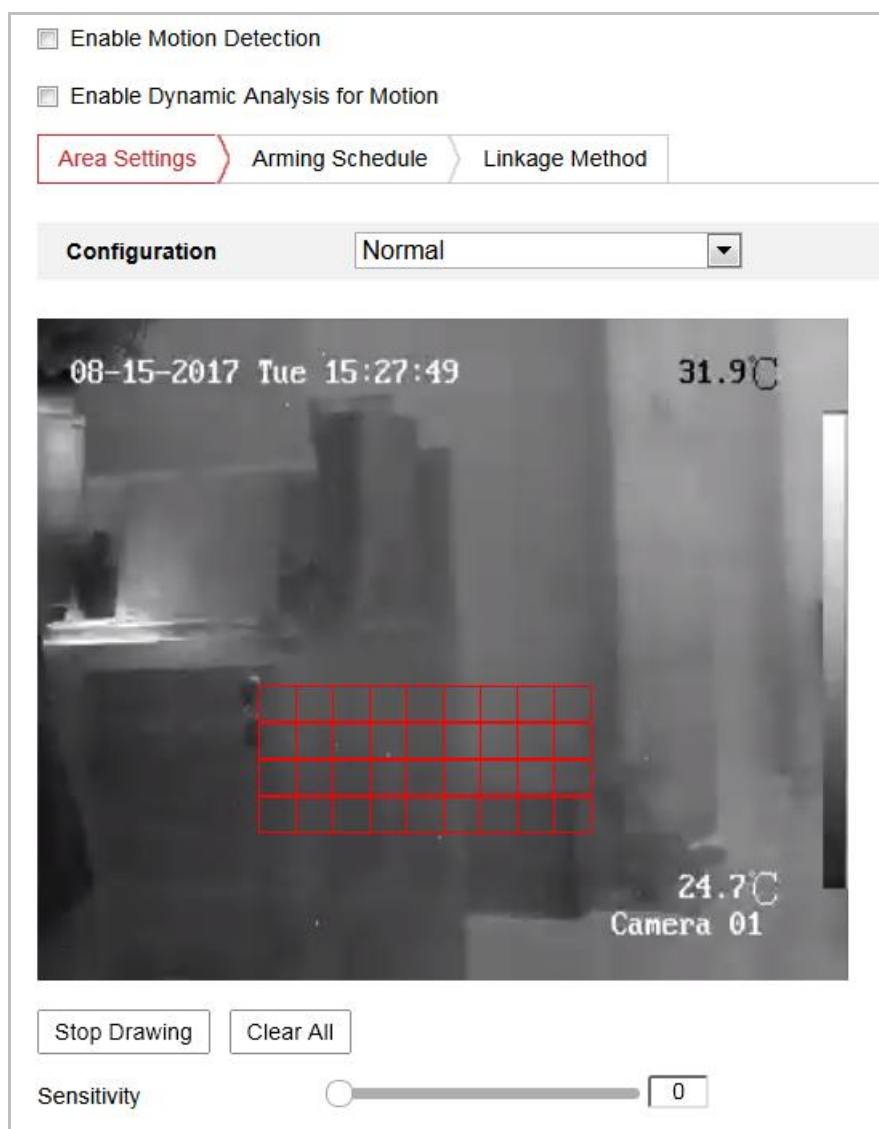 Enable Motion Detection
Enable Dynamic Analysis for Motion
Area Settings Arming Schedule Linkage Method
Configuration Normal
08-15-2017 Tue 15:27:49 31.9℃
24.7℃
Camera 01
Stop Drawing Clear All
Sensitivity 0